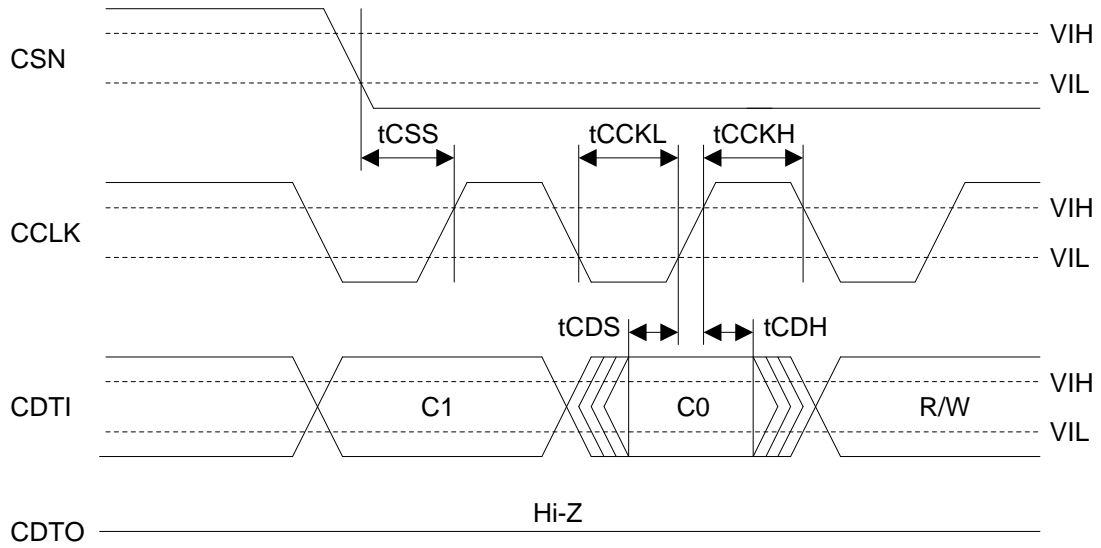 CSN
VIH
VIL
tCSS
tCCKL
tCCKH
CCLK
VIH
VIL
tCDS
tCDH
CDTI
C1
C0
R/W
VIH
VIL
CDTO
Hi-Z